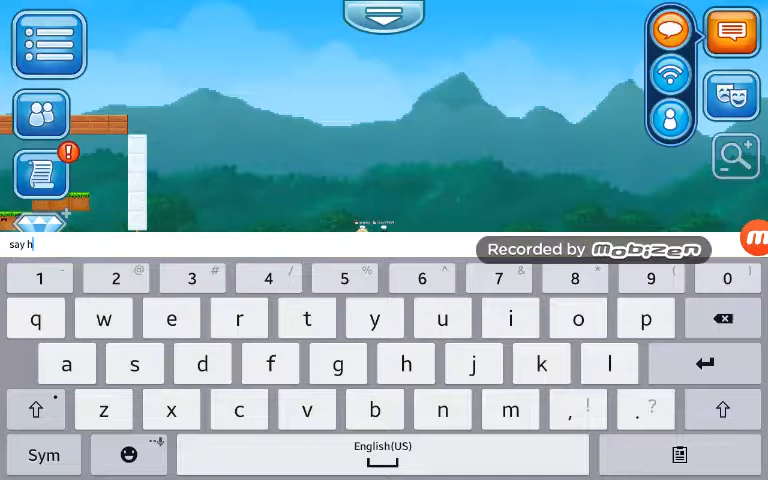 say h
Recorded by mobizen
1 - 2 @ 3 # 4 / 5 % 6 ^ 7 & 8 * 9 ( 0 )
q w e r t y u i o p
a s d f g h j k l
z x c v b n m , ! . ?
Sym English(US)